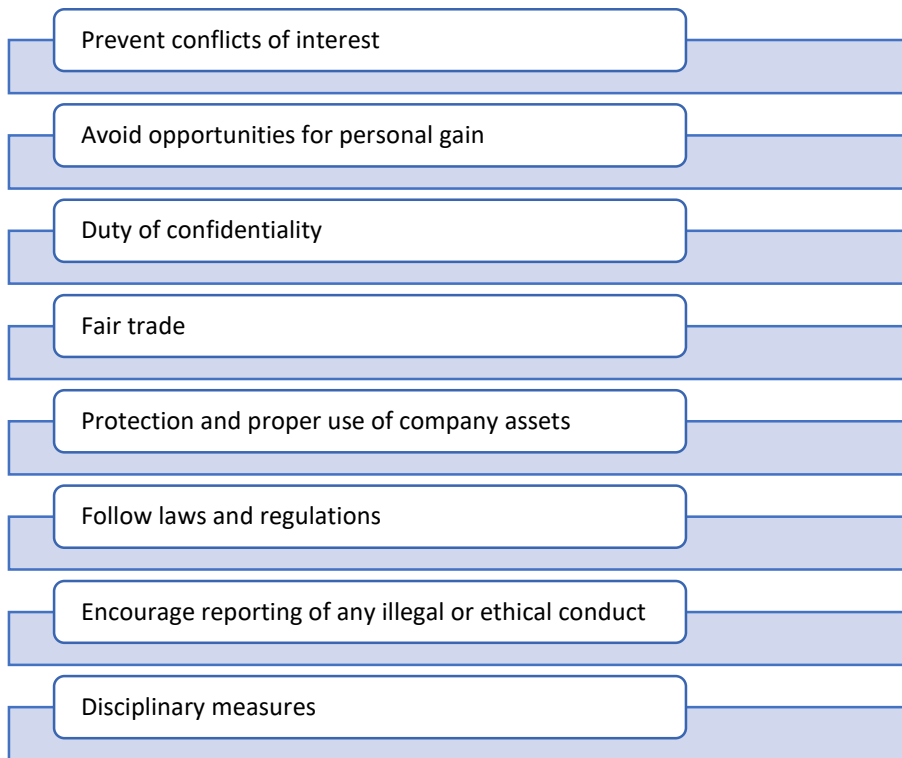 Prevent conflicts of interest
Avoid opportunities for personal gain
Duty of confidentiality
Fair trade
Protection and proper use of company assets
Follow laws and regulations
Encourage reporting of any illegal or ethical conduct
Disciplinary measures